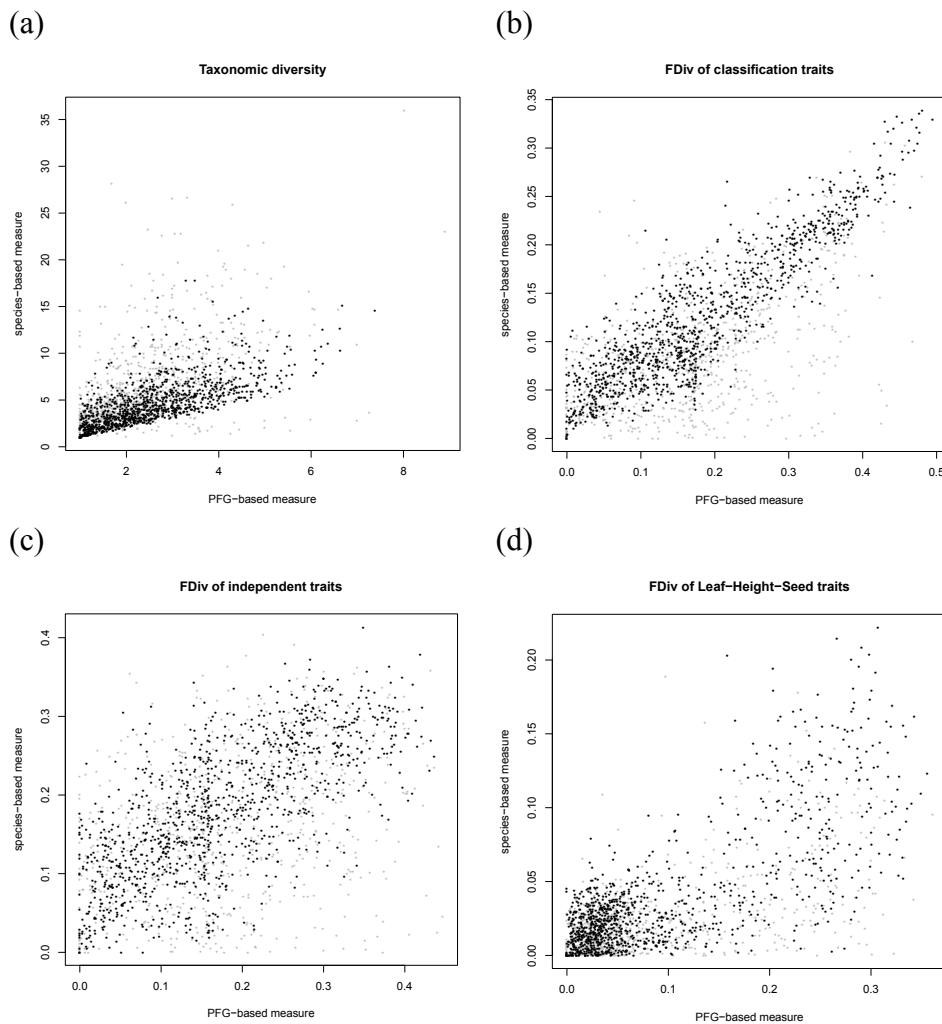 (a)
Taxonomic diversity
35
30
25
20
15
10
5
0
species−based measure
2 4 6 8
PFG−based measure
(b)
FDiv of classification traits
0.35
0.30
0.25
0.20
0.15
0.10
0.05
0.00
species−based measure
0.0 0.1 0.2 0.3 0.4 0.5
PFG−based measure
(c)
FDiv of independent traits
0.4
0.3
0.2
0.1
0.0
species−based measure
0.0 0.1 0.2 0.3 0.4
PFG−based measure
(d)
FDiv of Leaf−Height−Seed traits
0.20
0.15
0.10
0.05
0.00
species−based measure
0.0 0.1 0.2 0.3
PFG−based measure